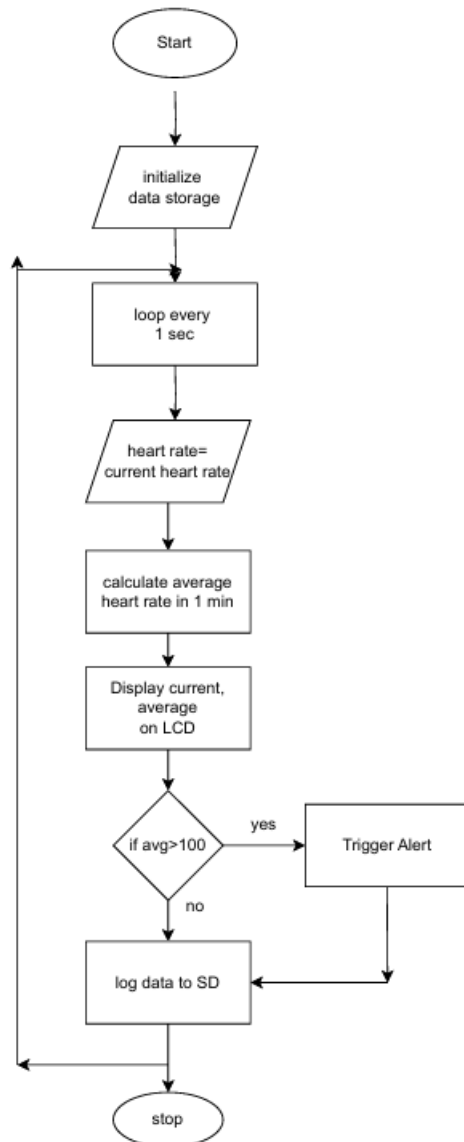 Start
initialize
data storage
loop every
1 sec
heart rate=
current heart rate
calculate average
heart rate in 1 min
Display current,
average
on LCD
if avg>100
yes
Trigger Alert
no
log data to SD
stop